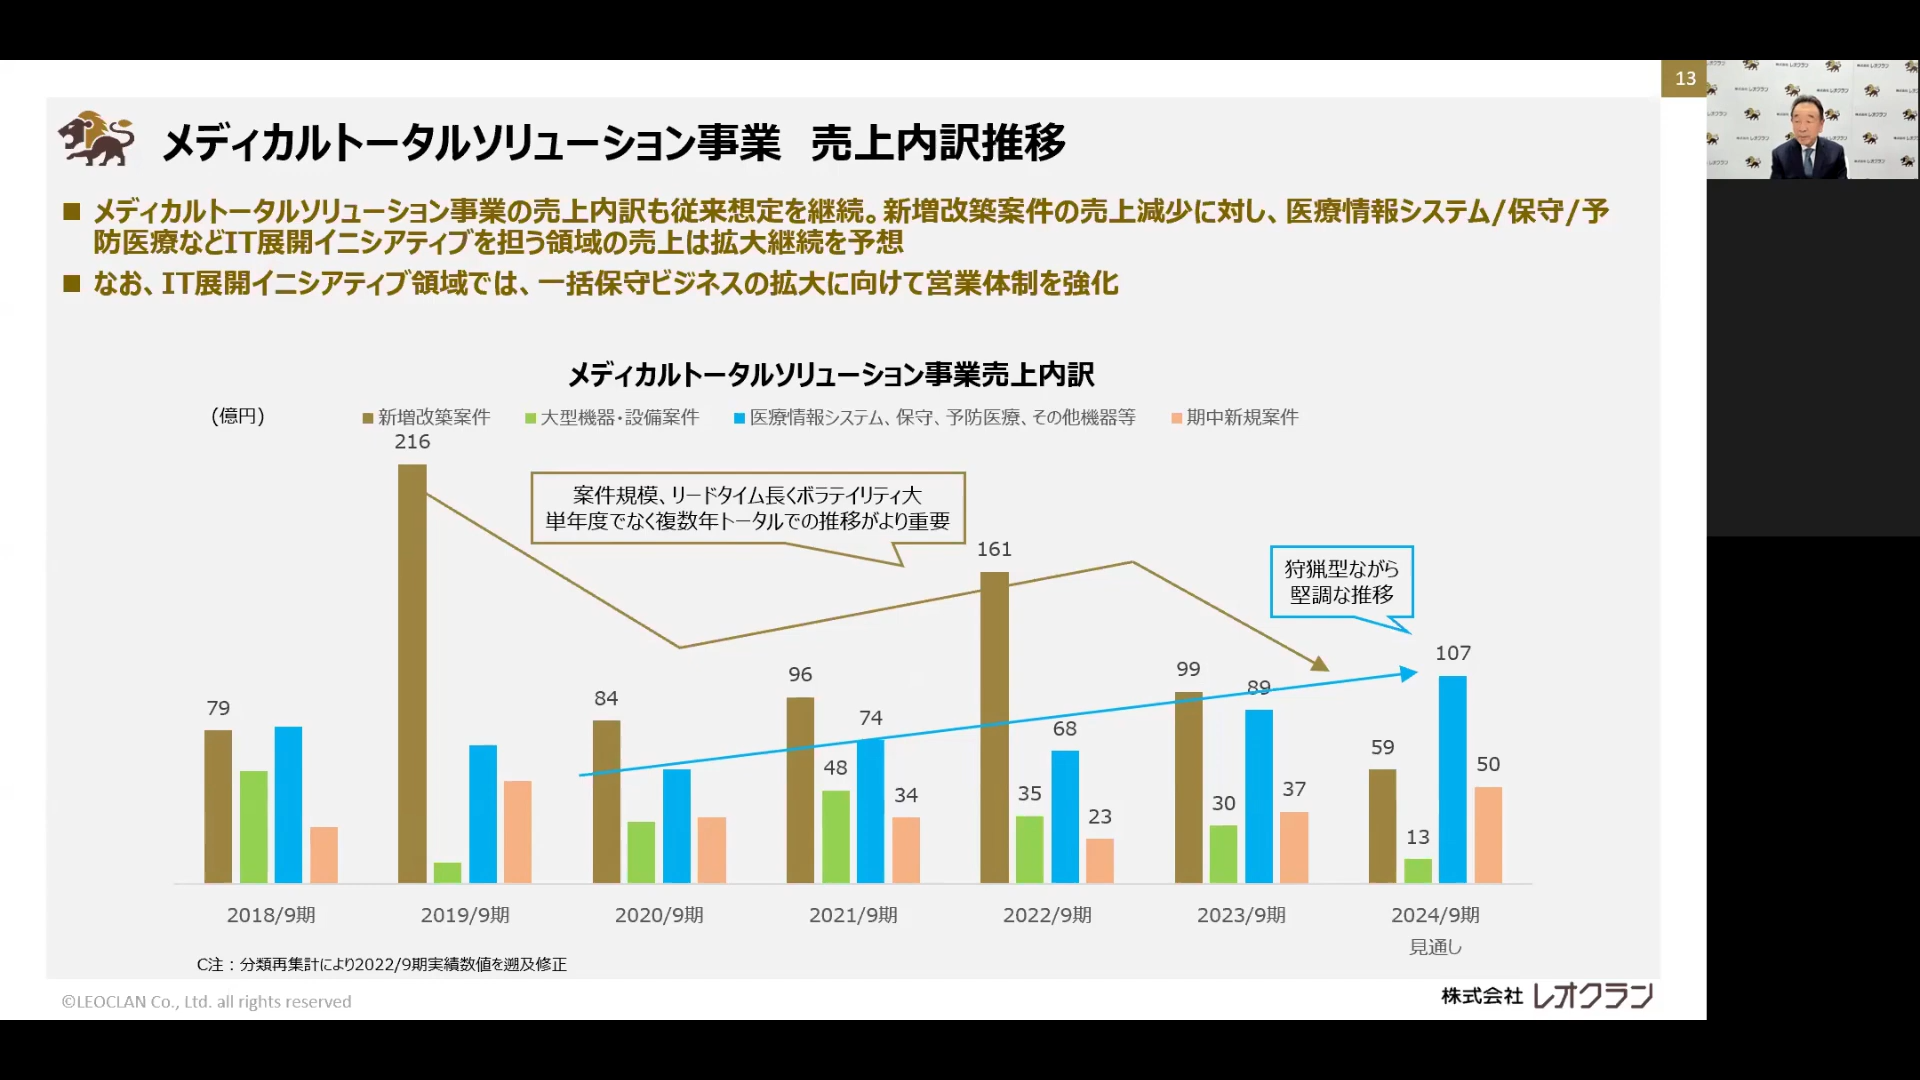 13
メディカルトータルソリューション事業 売上内訳推移
■ メディカルトータルソリューション事業の売上内訳も従来想定を継続。新増改築案件の売上減少に対し、医療情報システム/保守/予
防医療などIT展開イニシアティブを担う領域の売上は拡大継続を予想
■ なお、IT展開イニシアティブ領域では、一括保守ビジネスの拡大に向けて営業体制を強化
メディカルトータルソリューション事業売上内訳
(億円)
新増改築案件 大型機器・設備案件 医療情報システム、保守、予防医療、その他機器等 期中新規案件
216
案件規模、リードタイム長くボラテイリティ大
単年度でなく複数年トータルでの推移がより重要
161
狩猟型ながら
堅調な推移
79
84
96
48
74
34
35
68
23
99
30
89
37
59
13
107
50
2018/9期 2019/9期 2020/9期 2021/9期 2022/9期 2023/9期 2024/9期
見通し
C注：分類再集計により2022/9期実績数値を遡及修正
©LEOCLAN Co., Ltd. all rights reserved
株式会社 レオクラン